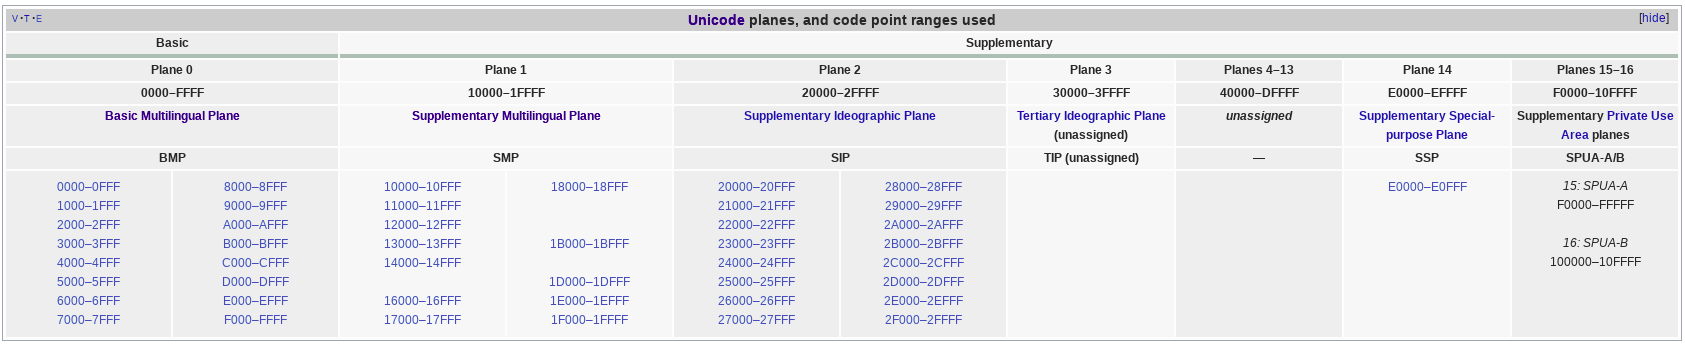 V • T • E Unicode planes, and code point ranges used [hide]
Basic Supplementary
Plane 0 Plane 1 Plane 2 Plane 3 Planes 4–13 Plane 14 Planes 15–16
0000–FFFF 10000–1FFFF 20000–2FFFF 30000–3FFFF 40000–DFFFF E0000–EFFFF F0000–10FFFF
Basic Multilingual Plane Supplementary Multilingual Plane Supplementary Ideographic Plane Tertiary Ideographic Plane unassigned Supplementary Special- Supplementary Private Use
(unassigned) purpose Plane Area planes
BMP SMP SIP TIP (unassigned) — SSP SPUA-A/B
0000–0FFF 8000–8FFF 10000–10FFF 18000–18FFF 20000–20FFF 28000–28FFF E0000–E0FFF 15: SPUA-A
1000–1FFF 9000–9FFF 11000–11FFF 21000–21FFF 29000–29FFF F0000–FFFFF
2000–2FFF A000–AFFF 12000–12FFF 22000–22FFF 2A000–2AFFF
3000–3FFF B000–BFFF 13000–13FFF 1B000–1BFFF 23000–23FFF 2B000–2BFFF 16: SPUA-B
4000–4FFF C000–CFFF 14000–14FFF 24000–24FFF 2C000–2CFFF 100000–10FFFF
5000–5FFF D000–DFFF 1D000–1DFFF 25000–25FFF 2D000–2DFFF
6000–6FFF E000–EFFF 16000–16FFF 1E000–1EFFF 26000–26FFF 2E000–2EFFF
7000–7FFF F000–FFFF 17000–17FFF 1F000–1FFFF 27000–27FFF 2F000–2FFFF